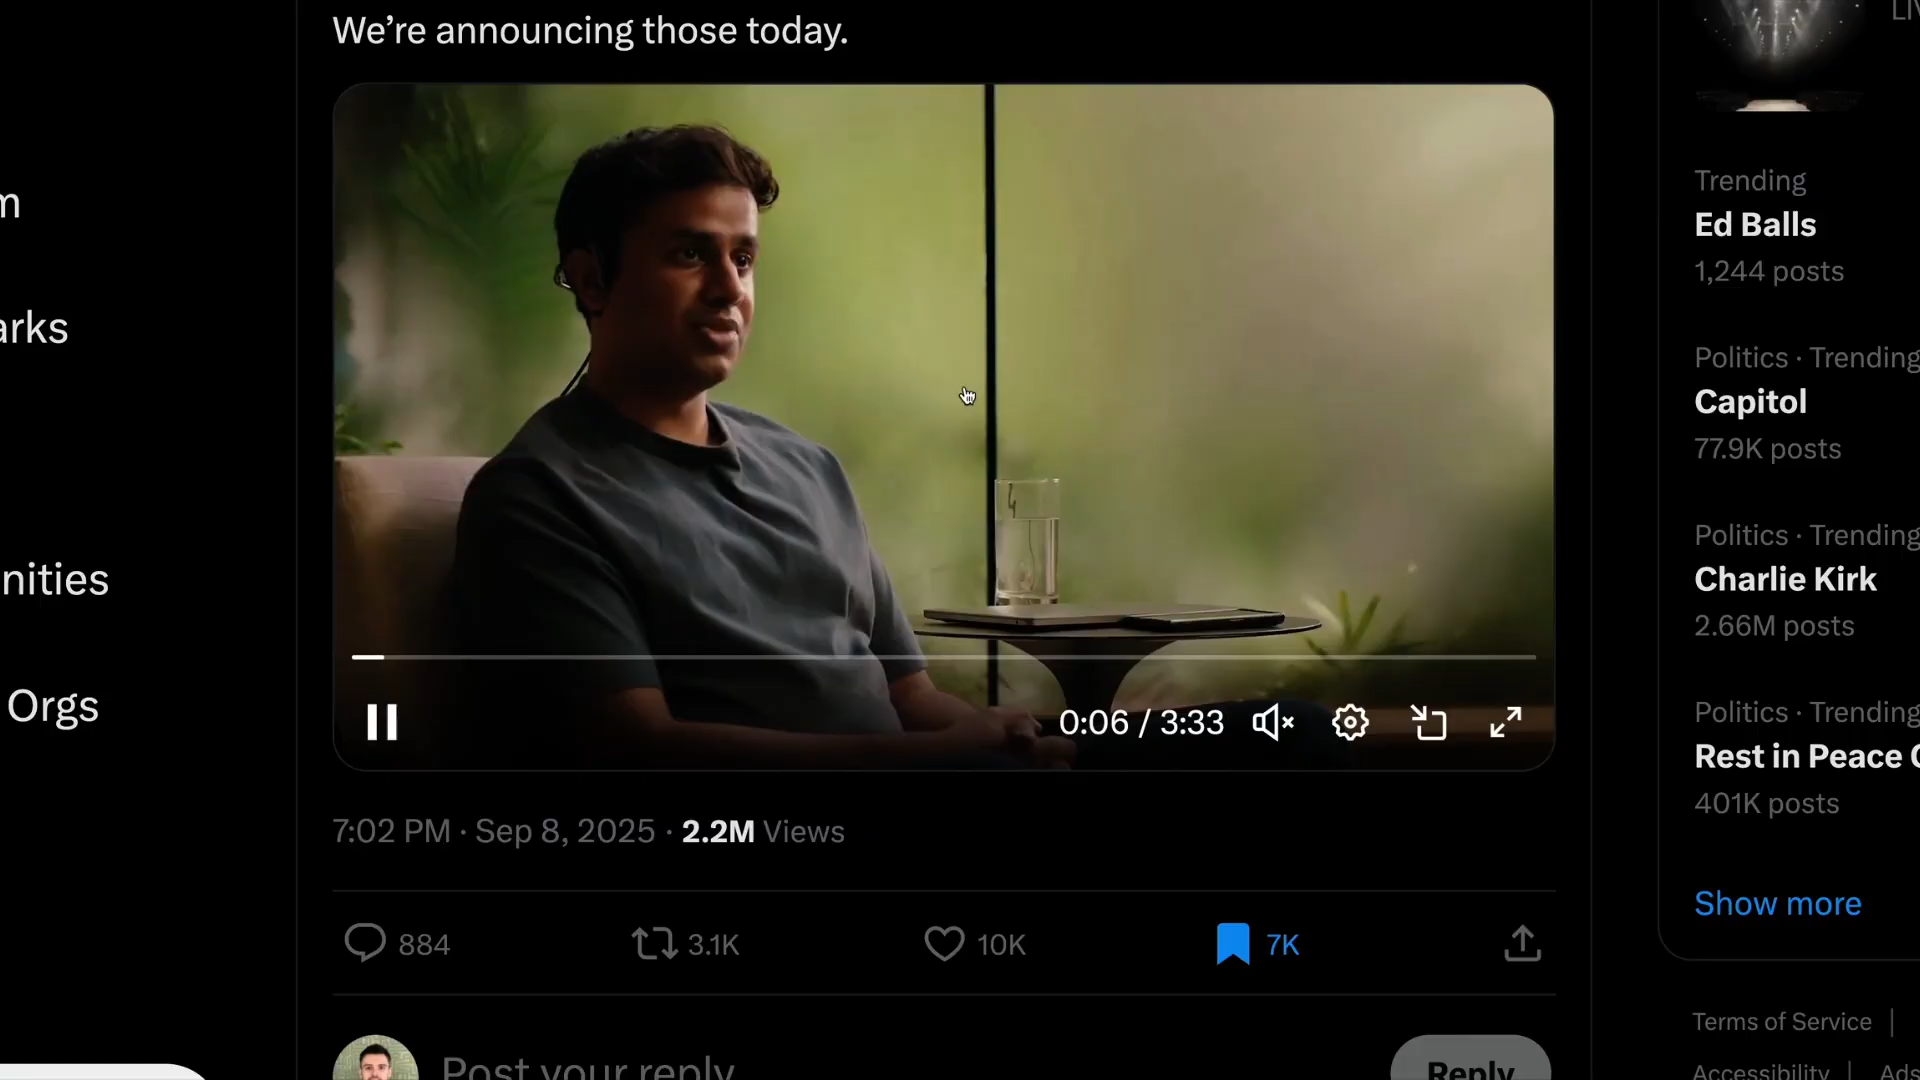 We're announcing those today.
0:06 / 3:33
7:02 PM · Sep 8, 2025 · 2.2M Views
884
3.1K
10K
7K
Post your reply
Reply
m
arks
nities
Orgs
LIV
Trending
Ed Balls
1,244 posts
Politics · Trending
Capitol
77.9K posts
Politics · Trending
Charlie Kirk
2.66M posts
Politics · Trending
Rest in Peace C
401K posts
Show more
Terms of Service |
Accessibility | Ads